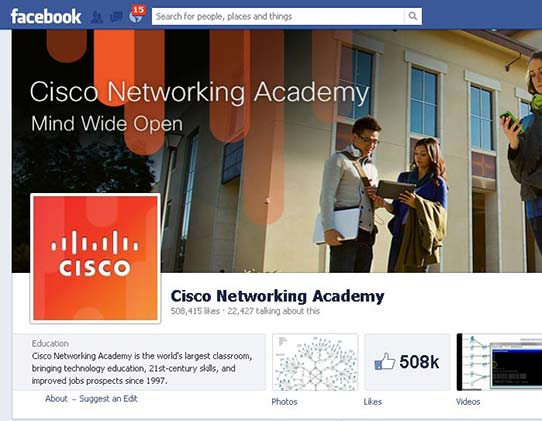 facebook
15
Search for people, places and things
Cisco Networking Academy
Mind Wide Open
CISCO
Cisco Networking Academy
508,415 likes · 22,427 talking about this
Education
Cisco Networking Academy is the world's largest classroom,
bringing technology education, 21st-century skills, and
improved jobs prospects since 1997.
About - Suggest an Edit
508k
Photos
Likes
Videos